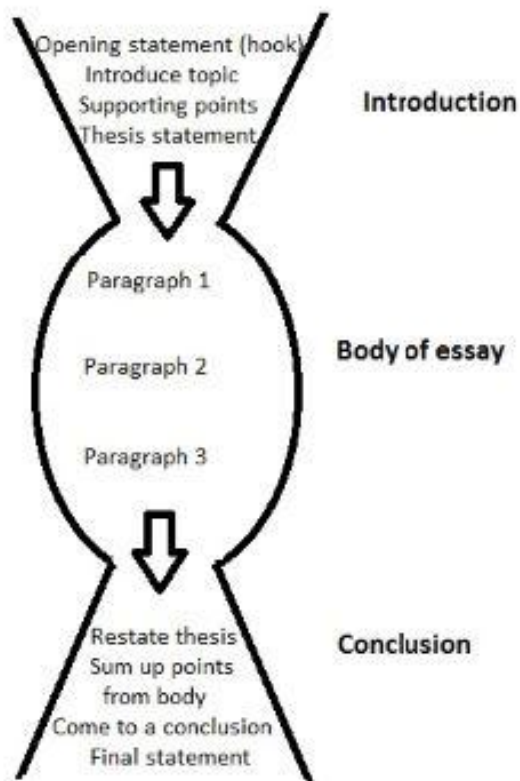 Opening statement (hook)
Introduce topic
Supporting points
Thesis statement
Introduction
Paragraph 1
Paragraph 2
Paragraph 3
Body of essay
Restate thesis
Sum up points
from body
Come to a conclusion
Final statement
Conclusion